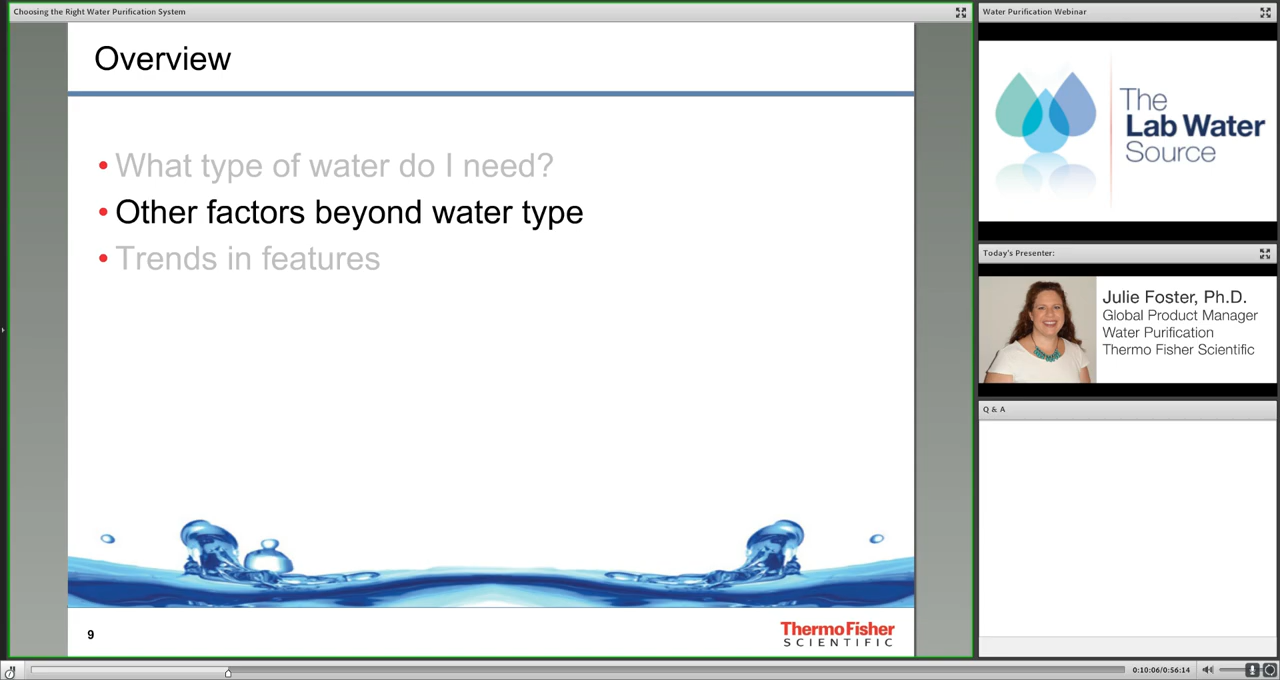 Choosing the Right Water Purification System
Overview
• What type of water do I need?
• Other factors beyond water type
• Trends in features
9
ThermoFisher
SCIENTIFIC
Water Purification Webinar
The
Lab Water
Source
Today's Presenter:
Julie Foster, Ph.D.
Global Product Manager
Water Purification
Thermo Fisher Scientific
Q & A
0:10:06/0:56:14